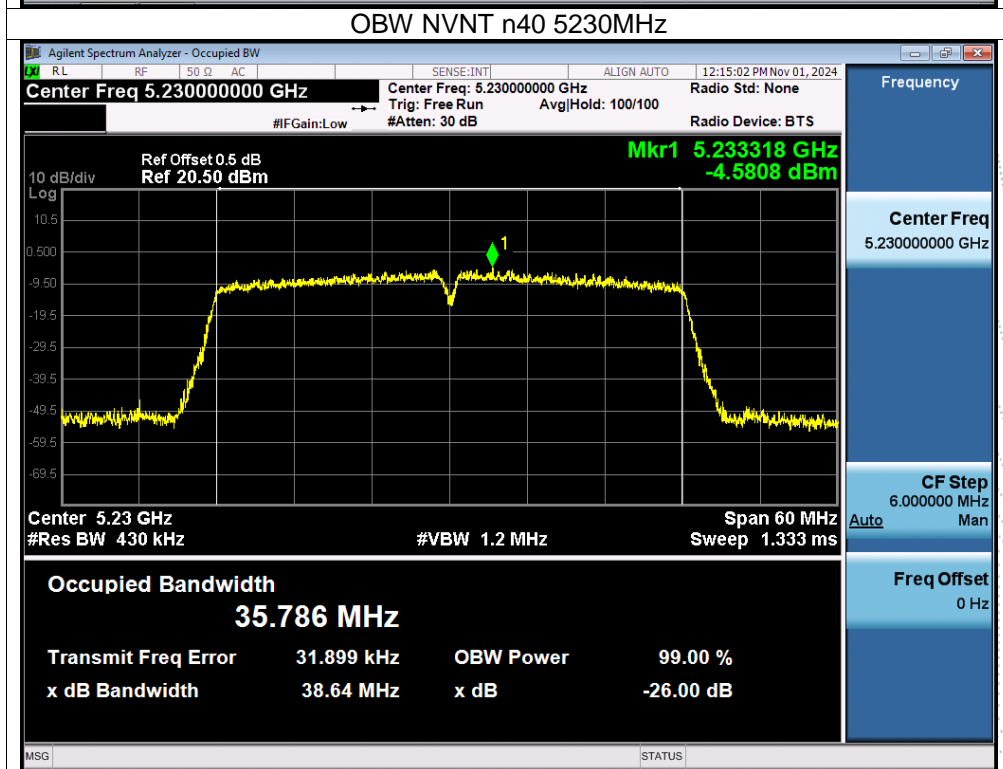 OBW NVNT n40 5230MHz
Agilent Spectrum Analyzer - Occupied BW
LXI RL RF 50 Ω AC SENSE:INT ALIGN AUTO 12:15:02 PM Nov 01, 2024
Center Freq 5.230000000 GHz
Center Freq: 5.230000000 GHz
Radio Std: None
Trig: Free Run Avg|Hold: 100/100
#IFGain:Low #Atten: 30 dB Radio Device: BTS
Frequency
Mkr1 5.233318 GHz
-4.5808 dBm
Ref Offset 0.5 dB
10 dB/div Ref 20.50 dBm
Log
10.5
0.500
-9.50
-19.5
-29.5
-39.5
-49.5
-59.5
-69.5
1
Center 5.23 GHz Span 60 MHz
#Res BW 430 kHz #VBW 1.2 MHz Sweep 1.333 ms
Center Freq
5.230000000 GHz
CF Step
6.000000 MHz
Auto Man
Freq Offset
0 Hz
Occupied Bandwidth
35.786 MHz
Transmit Freq Error 31.899 kHz OBW Power 99.00 %
x dB Bandwidth 38.64 MHz x dB -26.00 dB
MSG STATUS